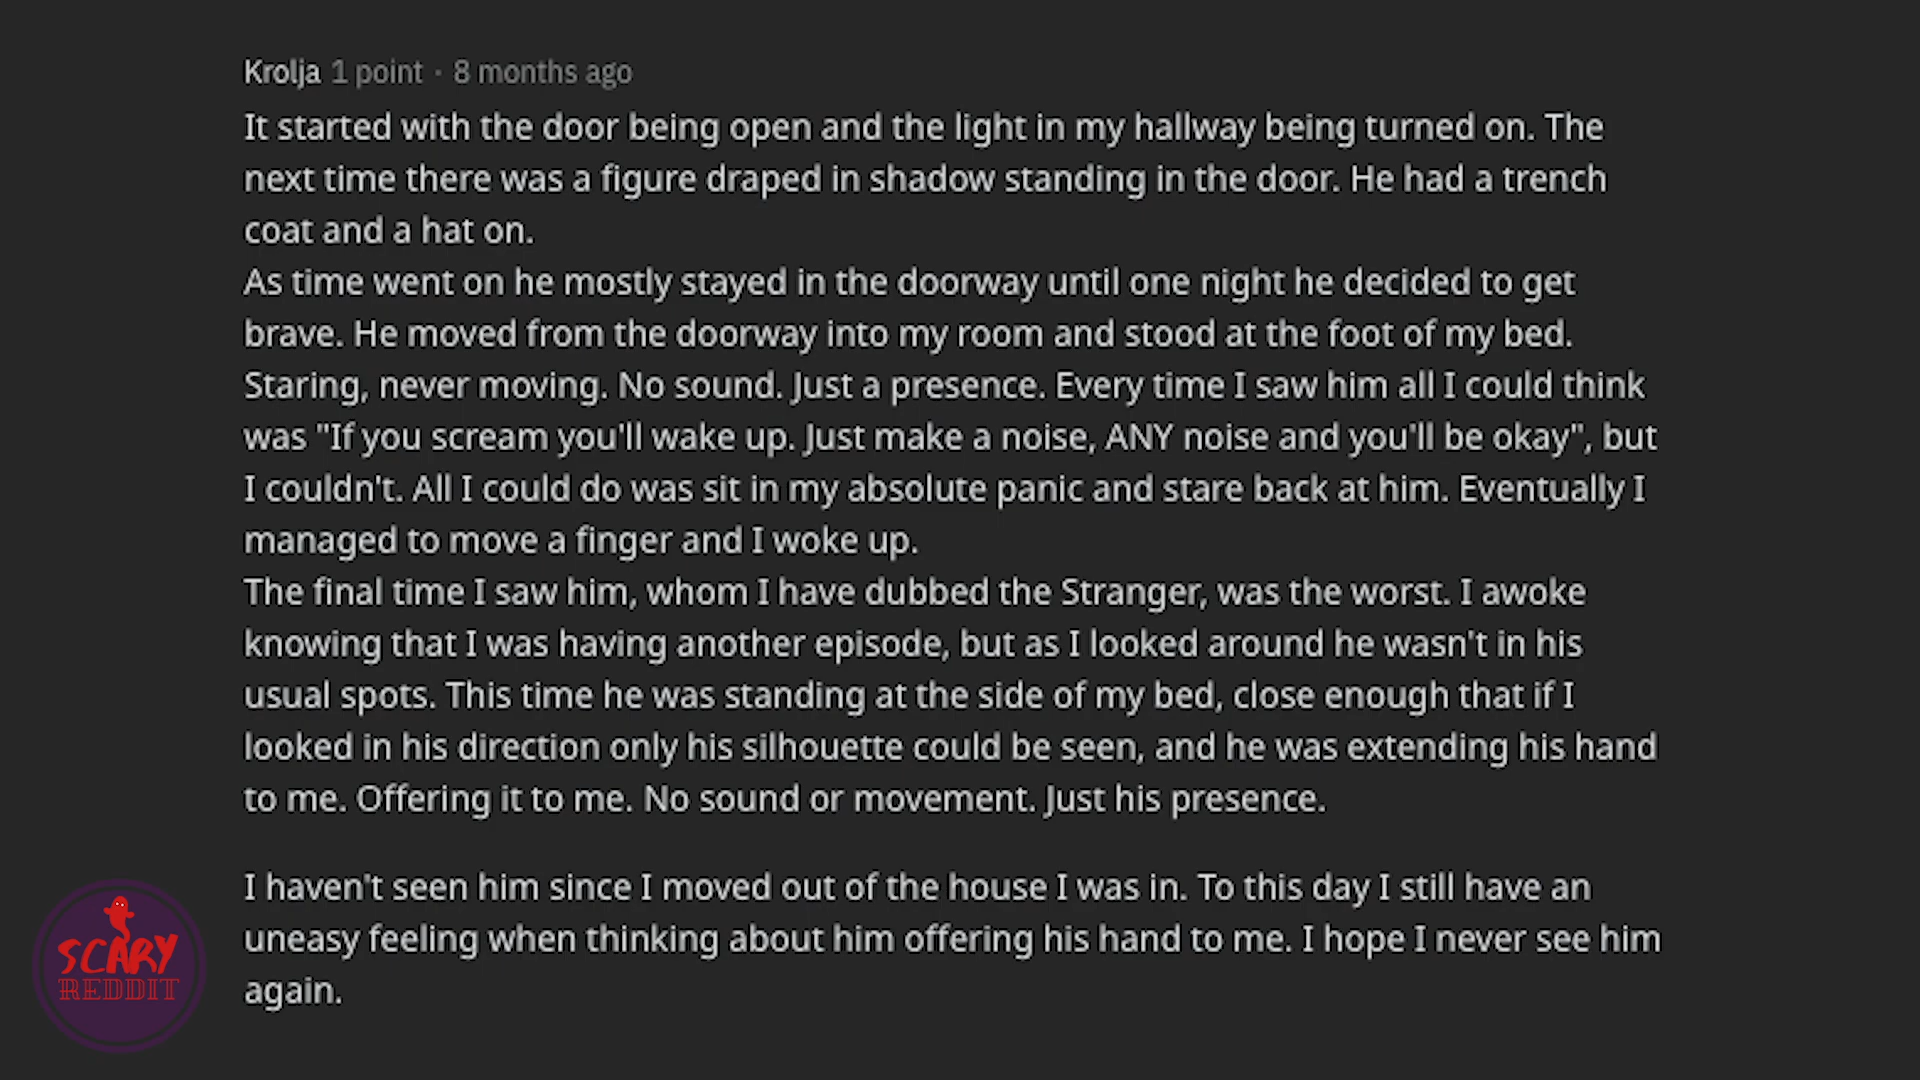 Krolja 1 point · 8 months ago
It started with the door being open and the light in my hallway being turned on. The
next time there was a figure draped in shadow standing in the door. He had a trench
coat and a hat on.
As time went on he mostly stayed in the doorway until one night he decided to get
brave. He moved from the doorway into my room and stood at the foot of my bed.
Staring, never moving. No sound. Just a presence. Every time I saw him all I could think
was "If you scream you'll wake up. Just make a noise, ANY noise and you'll be okay", but
I couldn't. All I could do was sit in my absolute panic and stare back at him. Eventually I
managed to move a finger and I woke up.
The final time I saw him, whom I have dubbed the Stranger, was the worst. I awoke
knowing that I was having another episode, but as I looked around he wasn't in his
usual spots. This time he was standing at the side of my bed, close enough that if I
looked in his direction only his silhouette could be seen, and he was extending his hand
to me. Offering it to me. No sound or movement. Just his presence.
I haven't seen him since I moved out of the house I was in. To this day I still have an
uneasy feeling when thinking about him offering his hand to me. I hope I never see him
again.
SCARY
REDDIT